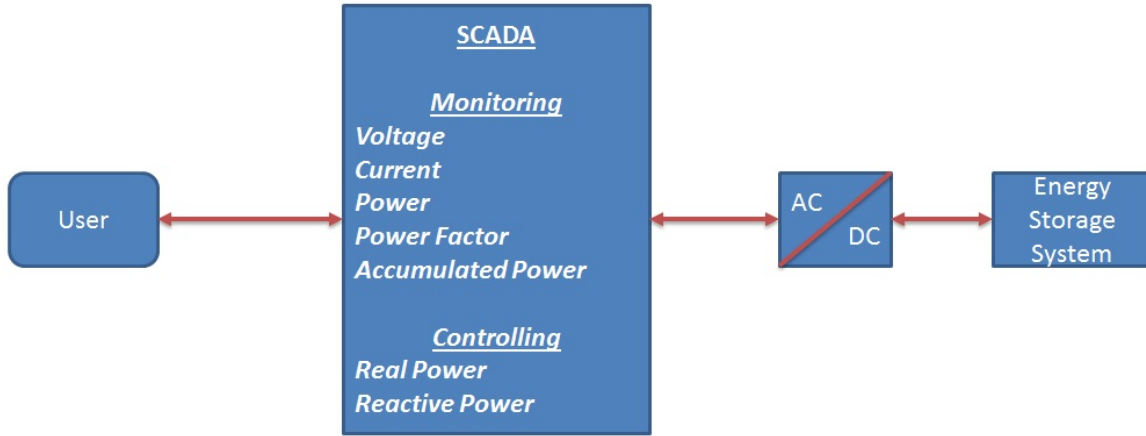 SCADA
Monitoring
Voltage
Current
Power
Power Factor
Accumulated Power
Controlling
Real Power
Reactive Power
User
AC
DC
Energy
Storage
System